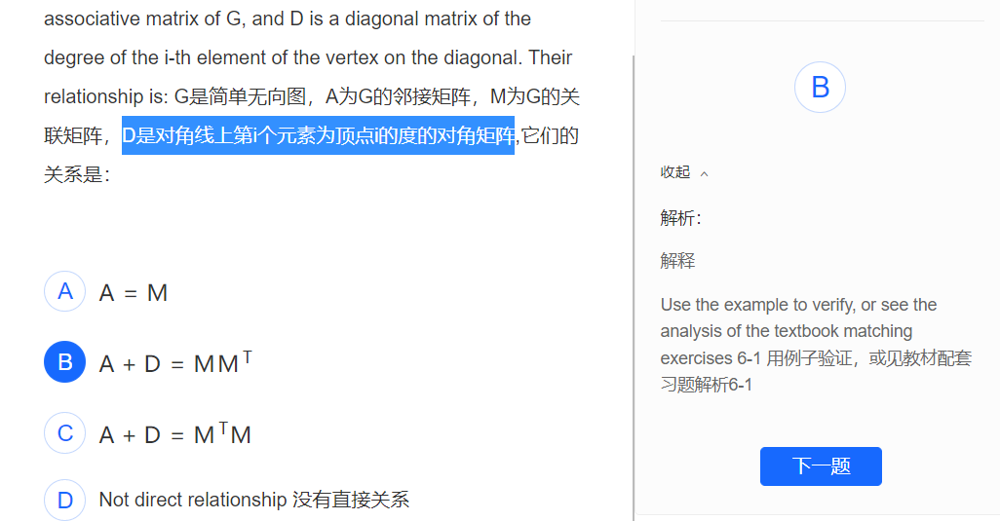 associative matrix of G, and D is a diagonal matrix of the
degree of the i-th element of the vertex on the diagonal. Their
relationship is: G是简单无向图，A为G的邻接矩阵，M为G的关
联矩阵，D是对角线上第i个元素为顶点i的度的对角矩阵,它们的
关系是：
A A = M
B A + D = MMᵀ
C A + D = MᵀM
D Not direct relationship 没有直接关系
B
收起
解析：
解释
Use the example to verify, or see the
analysis of the textbook matching
exercises 6-1 用例子验证，或见教材配套
习题解析6-1
下一题